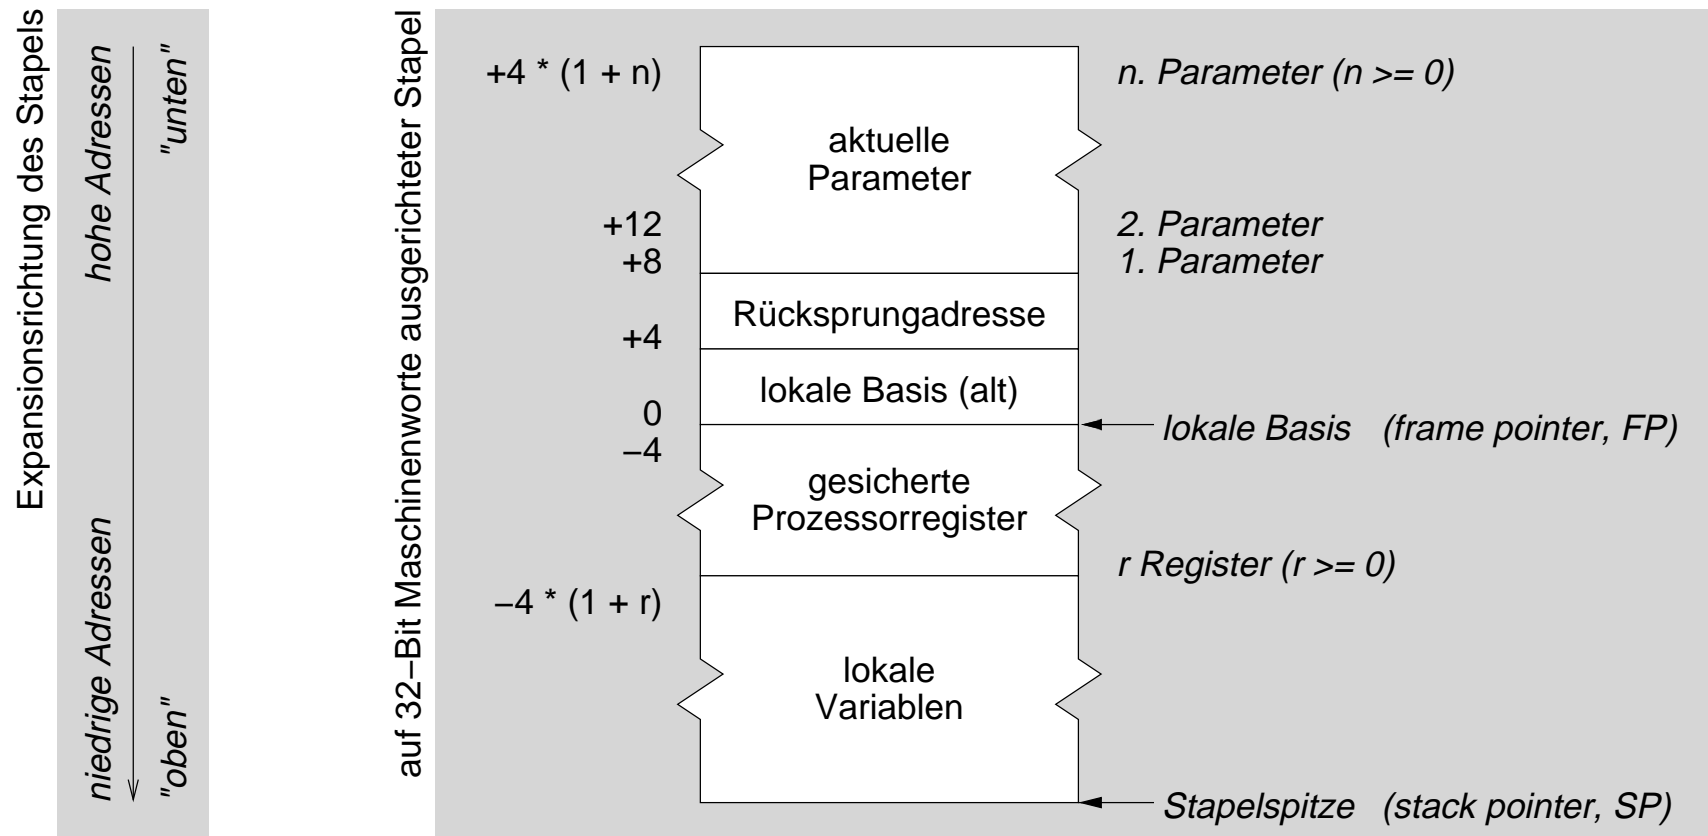 Expansionsrichtung des Stapels
hohe Adressen
niedrige Adressen
"unten"
"oben"
auf 32–Bit Maschinenworte ausgerichteter Stapel
+4 * (1 + n)
n. Parameter (n >= 0)
aktuelle
Parameter
+12
2. Parameter
+8
1. Parameter
Rücksprungadresse
+4
lokale Basis (alt)
0
lokale Basis (frame pointer, FP)
–4
gesicherte
Prozessorregister
r Register (r >= 0)
–4 * (1 + r)
lokale
Variablen
Stapelspitze (stack pointer, SP)